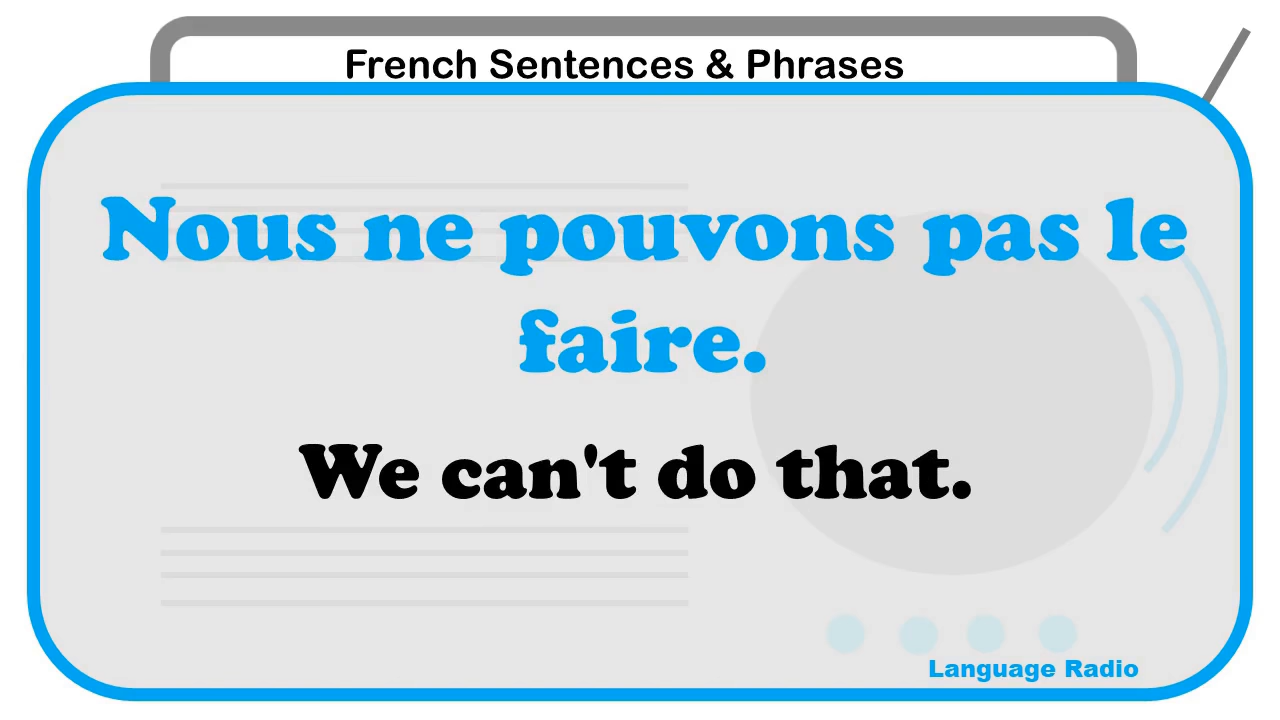 French Sentences & Phrases
Nous ne pouvons pas le
faire.
We can't do that.
Language Radio